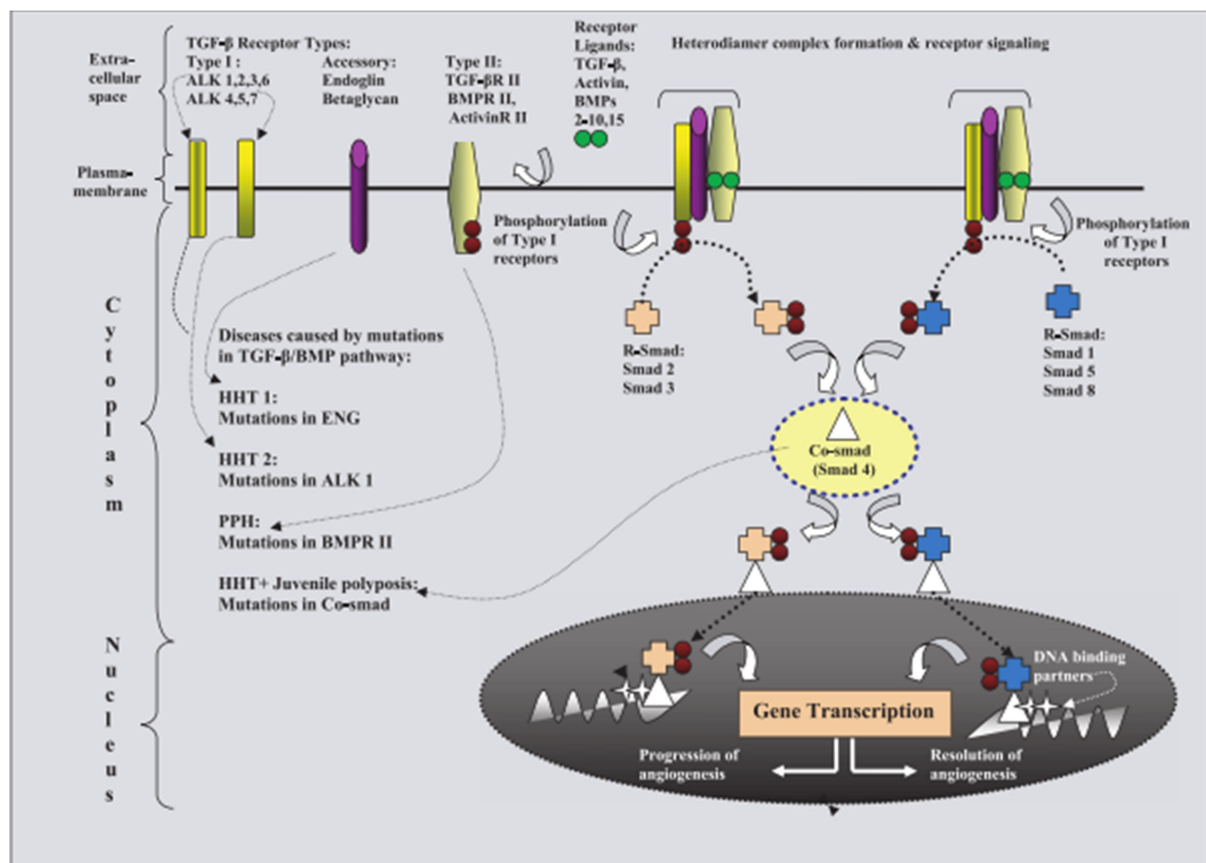 Extra-
cellular
space
TGF-β Receptor Types:
Type I :
ALK 1,2,3,6
ALK 4,5,7
Accessory:
Endoglin
Betaglycan
Type II:
TGF-βR II
BMPR II,
ActivinR II
Receptor
Ligands:
TGF-β,
Activin,
BMPs
2-10,15
Heterodiamer complex formation & receptor signaling
Plasma-
membrane
Phosphorylation
of Type I
receptors
Phosphorylation
of Type I
receptors
Cytoplasm
Diseases caused by mutations
in TGF-β/BMP pathway:
HHT 1:
Mutations in ENG
HHT 2:
Mutations in ALK 1
PPH:
Mutations in BMPR II
HHT+ Juvenile polyposis:
Mutations in Co-smad
R-Smad:
Smad 2
Smad 3
R-Smad:
Smad 1
Smad 5
Smad 8
Co-smad
(Smad 4)
Nucleus
DNA binding
partners
Gene Transcription
Progression of
angiogenesis
Resolution of
angiogenesis